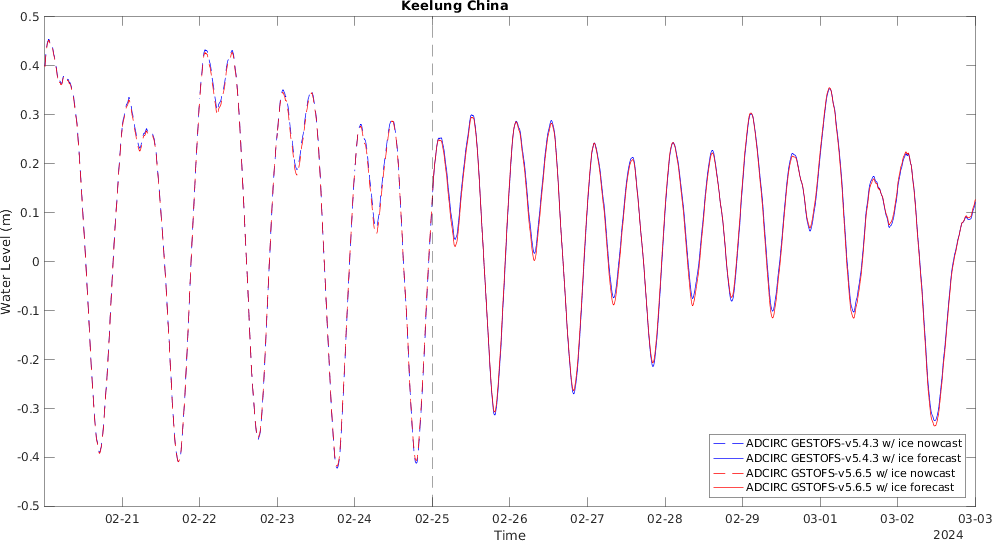 Keelung China
0.5
0.4
0.3
0.2
0.1
0
-0.1
-0.2
-0.3
-0.4
-0.5
Water Level (m)
ADCIRC GESTOFS-v5.4.3 w/ ice nowcast
ADCIRC GESTOFS-v5.4.3 w/ ice forecast
ADCIRC GSTOFS-v5.6.5 w/ ice nowcast
ADCIRC GSTOFS-v5.6.5 w/ ice forecast
02-21 02-22 02-23 02-24 02-25 02-26 02-27 02-28 02-29 03-01 03-02 03-03
Time
2024